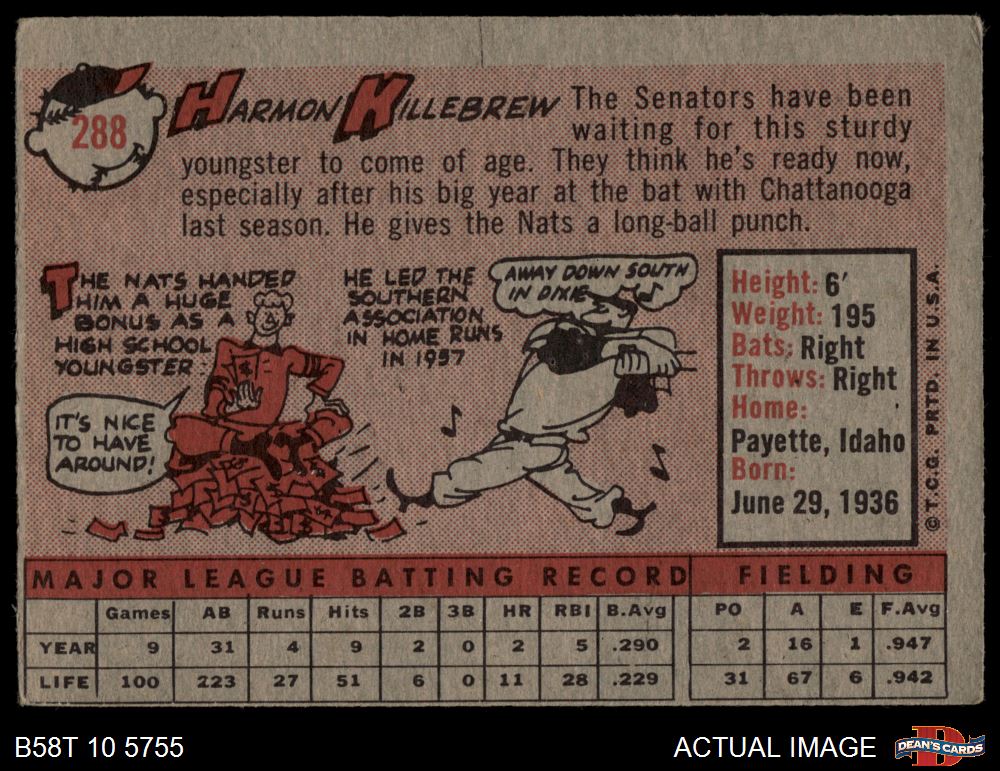 288
HARMON KILLEBREW
The Senators have been
waiting for this sturdy
youngster to come of age. They think he's ready now,
especially after his big year at the bat with Chattanooga
last season. He gives the Nats a long-ball punch.
THE NATS HANDED
HIM A HUGE
BONUS AS A
HIGH SCHOOL
YOUNGSTER
IT'S NICE
TO HAVE
AROUND!
$
HE LED THE
SOUTHERN
ASSOCIATION
IN HOME RUNS
IN 1957
AWAY DOWN SOUTH
IN DIXIE
Height: 6'
Weight: 195
Bats: Right
Throws: Right
Home:
Payette, Idaho
Born:
June 29, 1936
© T.C.G. PRTD. IN U.S.A.
MAJOR LEAGUE BATTING RECORD FIELDING
Games AB Runs Hits 2B 3B HR RBI B.Avg PO A E F.Avg
YEAR 9 31 4 9 2 0 2 5 .290 2 16 1 .947
LIFE 100 223 27 51 6 0 11 28 .229 31 67 6 .942
B58T 10 5755
ACTUAL IMAGE
DEAN'S CARDS